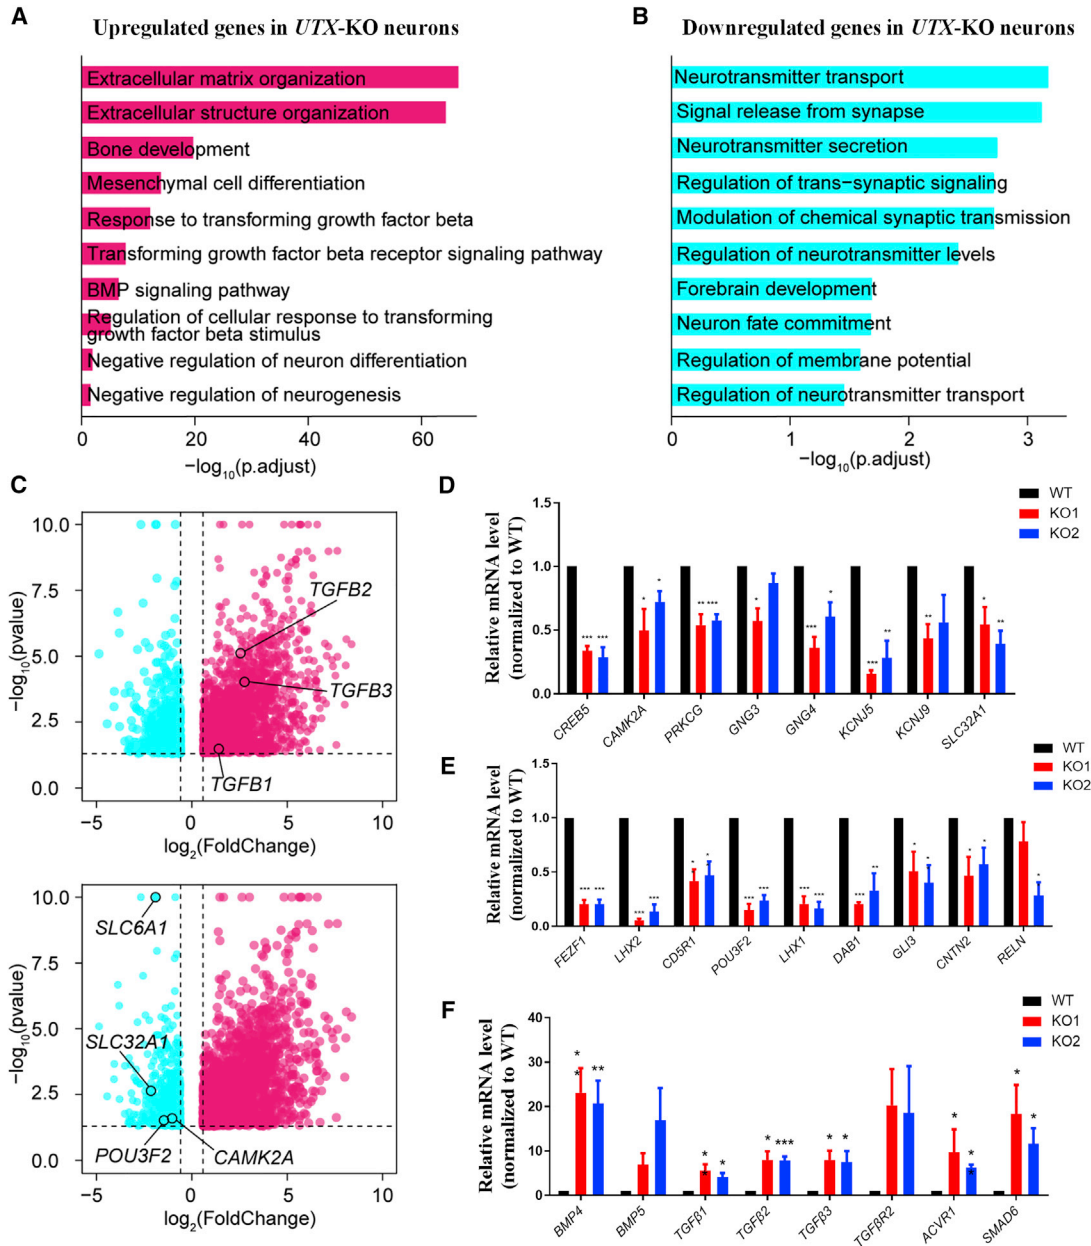 A
Upregulated genes in UTX-KO neurons
Extracellular matrix organization
Extracellular structure organization
Bone development
Mesenchymal cell differentiation
Response to transforming growth factor beta
Transforming growth factor beta receptor signaling pathway
BMP signaling pathway
Regulation of cellular response to transforming
growth factor beta stimulus
Negative regulation of neuron differentiation
Negative regulation of neurogenesis
0 20 40 60
−log10(p.adjust)
B
Downregulated genes in UTX-KO neurons
Neurotransmitter transport
Signal release from synapse
Neurotransmitter secretion
Regulation of trans−synaptic signaling
Modulation of chemical synaptic transmission
Regulation of neurotransmitter levels
Forebrain development
Neuron fate commitment
Regulation of membrane potential
Regulation of neurotransmitter transport
0 1 2 3
−log10(p.adjust)
C
10.0
7.5
5.0
2.5
0.0
−log10(pvalue)
TGFB2
TGFB3
TGFB1
−5 0 5 10
log2(FoldChange)
10.0
7.5
5.0
2.5
0.0
−log10(pvalue)
SLC6A1
SLC32A1
POU3F2
CAMK2A
−5 0 5 10
log2(FoldChange)
D
WT
KO1
KO2
Relative mRNA level
(normalized to WT)
1.5
1.0
0.5
0.0
*** ***
* *
** ***
*
*** *
*** **
**
* **
CREB5 CAMK2A PRKCG GNG3 GNG4 KCNJ5 KCNJ9 SLC32A1
E
WT
KO1
KO2
Relative mRNA level
(normalized to WT)
1.5
1.0
0.5
0
*** ***
*** ***
* * * *
*** ***
*** ***
*** **
* *
* *
*
FEZF1 LHX2 CD5R1 POU3F2 LHX1 DAB1 GLI3 CNTN2 RELN
F
WT
KO1
KO2
Relative mRNA level
(normalized to WT)
40
30
20
10
0
* * **
* * *
* ***
* *
* * *
* *
BMP4 BMP5 TGFβ1 TGFβ2 TGFβ3 TGFβR2 ACVR1 SMAD6